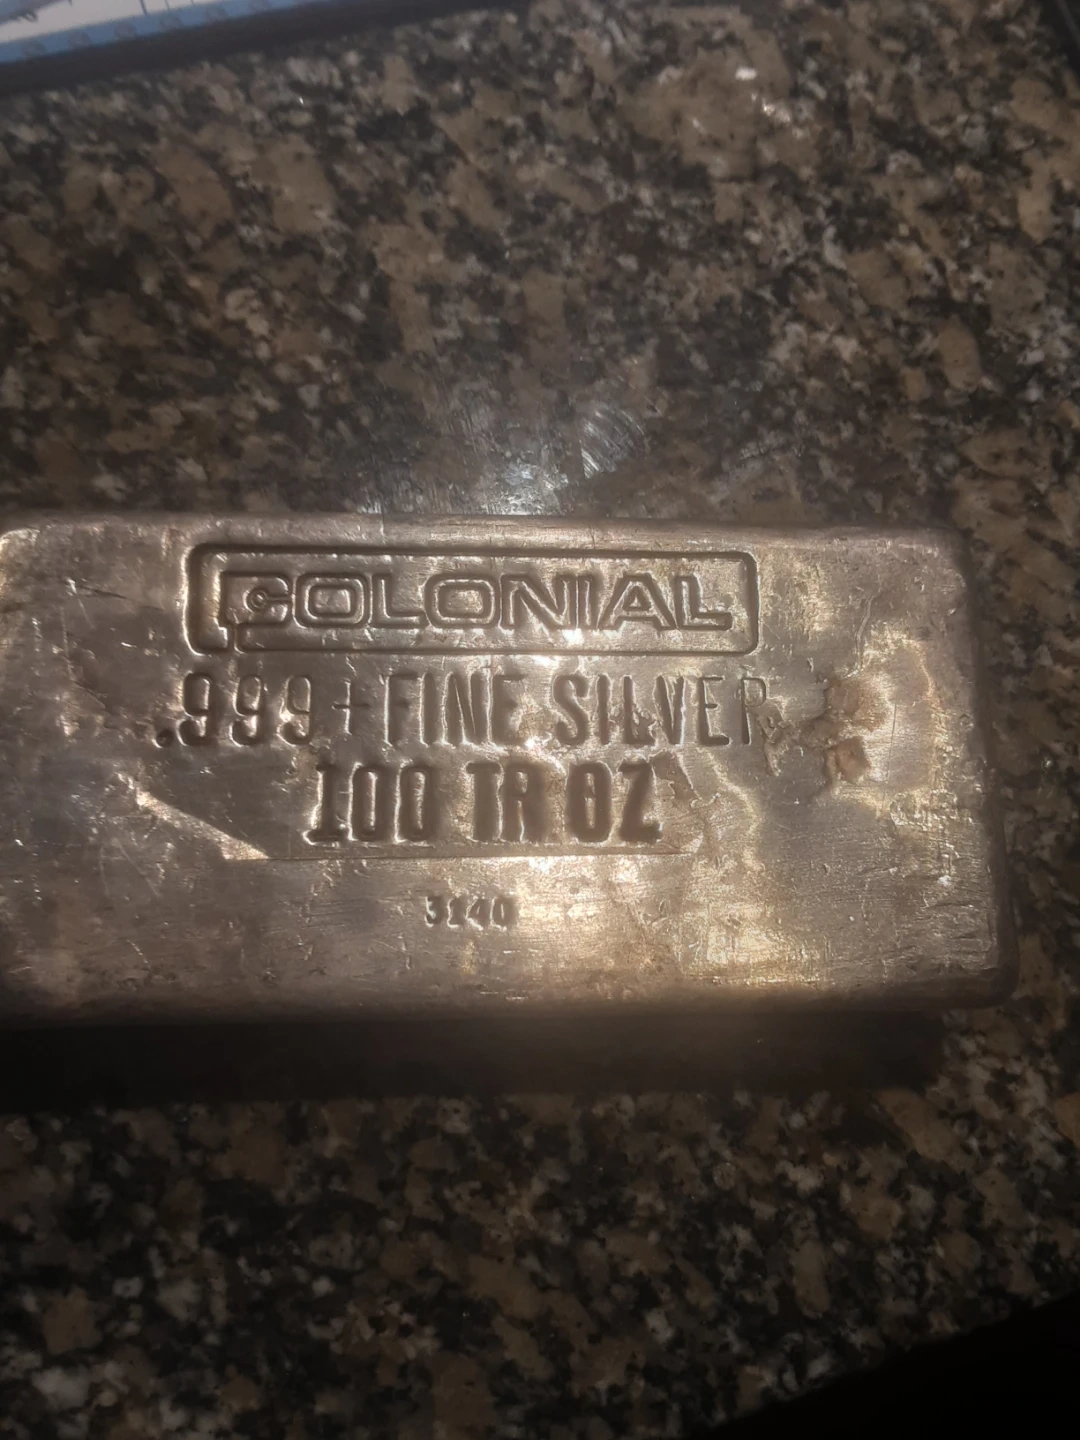 COLONIAL
.999+FINE SILVER
100 TR OZ
3140